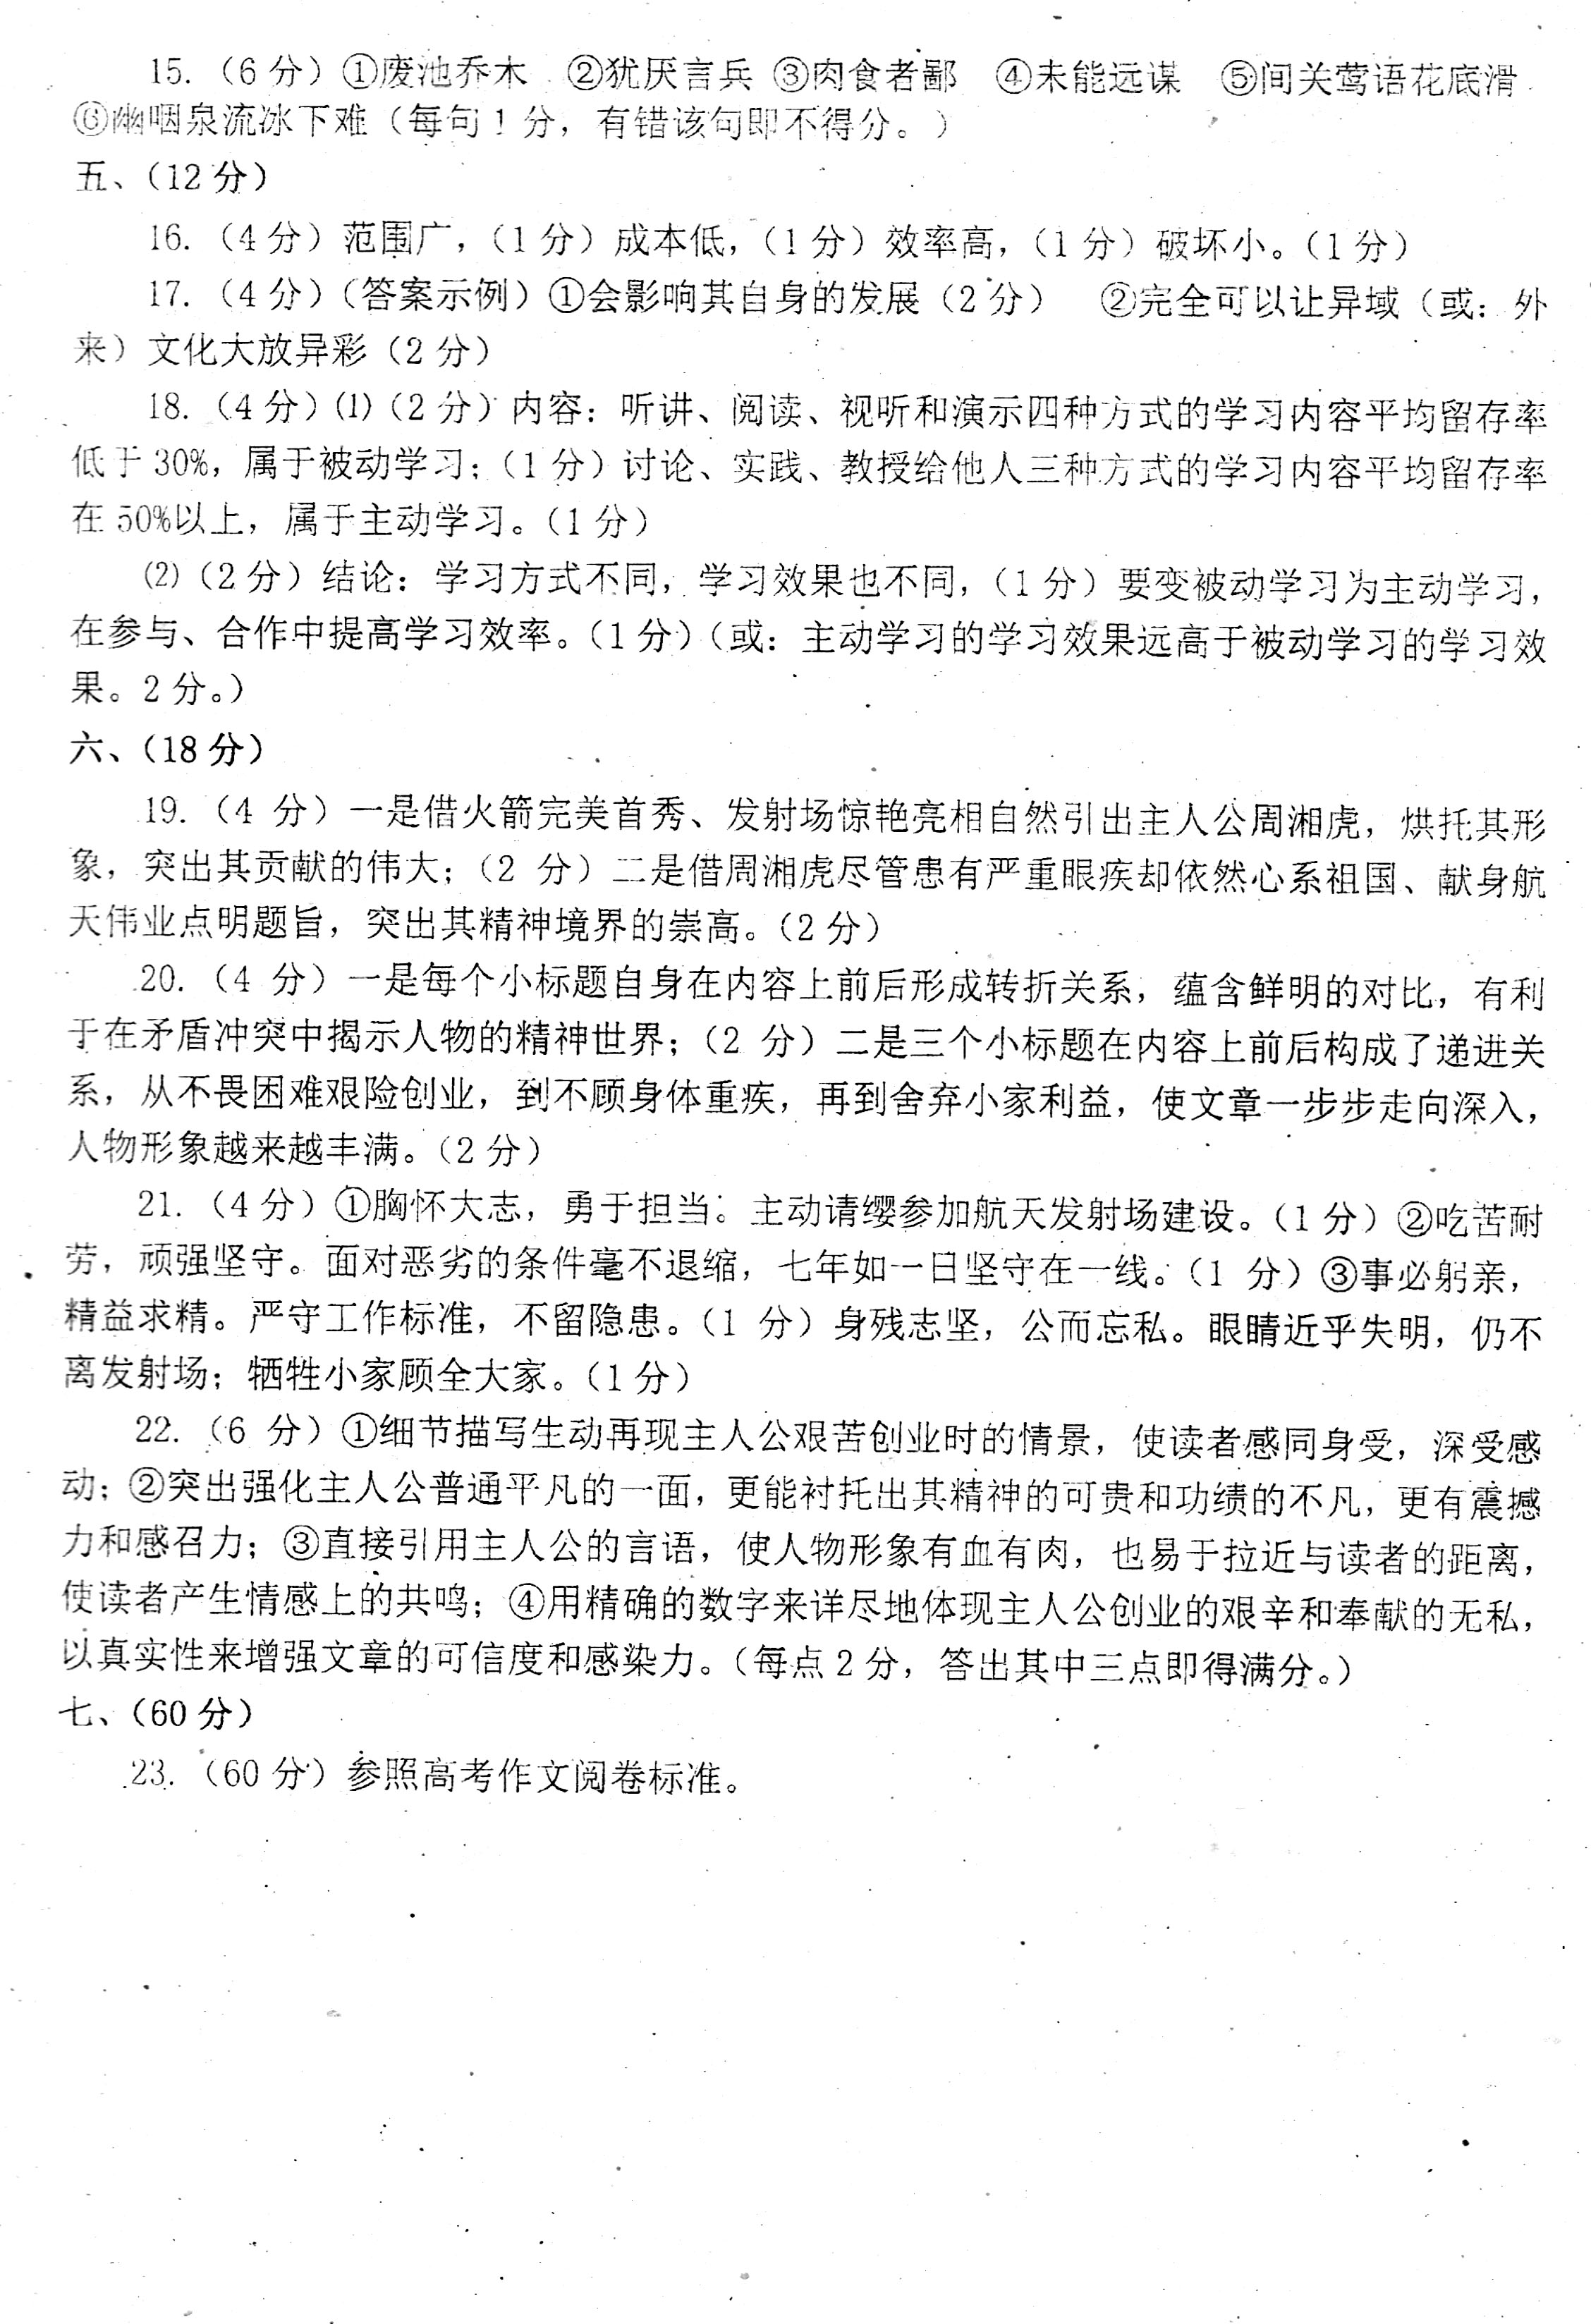 15.（6 分）①废池乔木 ②犹厌言兵 ③肉食者鄙 ④未能远谋 ⑤间关莺语花底滑
⑥幽咽泉流冰下难（每句 1 分，有错该句即不得分。）
五、（12 分）
16.（4 分）范围广，（1 分）成本低，（1 分）效率高，（1 分）破坏小。（1 分）
17.（4 分）（答案示例）①会影响其自身的发展（2 分） ②完全可以让异域（或：外
来）文化大放异彩（2 分）
18.（4 分）(1)（2 分）内容：听讲、阅读、视听和演示四种方式的学习内容平均留存率
低于 30%，属于被动学习；（1 分）讨论、实践、教授给他人三种方式的学习内容平均留存率
在 50%以上，属于主动学习。（1 分）
(2)（2 分）结论：学习方式不同，学习效果也不同，（1 分）要变被动学习为主动学习，
在参与、合作中提高学习效率。（1 分）（或：主动学习的学习效果远高于被动学习的学习效
果。2 分。）
六、（18 分）
19.（4 分）一是借火箭完美首秀、发射场惊艳亮相自然引出主人公周湘虎，烘托其形
象，突出其贡献的伟大；（2 分）二是借周湘虎尽管患有严重眼疾却依然心系祖国、献身航
天伟业点明题旨，突出其精神境界的崇高。（2 分）
20.（4 分）一是每个小标题自身在内容上前后形成转折关系，蕴含鲜明的对比，有利
于在矛盾冲突中揭示人物的精神世界；（2 分）二是三个小标题在内容上前后构成了递进关
系，从不畏困难艰险创业，到不顾身体重疾，再到舍弃小家利益，使文章一步步走向深入，
人物形象越来越丰满。（2 分）
21.（4 分）①胸怀大志，勇于担当。主动请缨参加航天发射场建设。（1 分）②吃苦耐
劳，顽强坚守。面对恶劣的条件毫不退缩，七年如一日坚守在一线。（1 分）③事必躬亲，
精益求精。严守工作标准，不留隐患。（1 分）身残志坚，公而忘私。眼睛近乎失明，仍不
离发射场；牺牲小家顾全大家。（1 分）
22.（6 分）①细节描写生动再现主人公艰苦创业时的情景，使读者感同身受，深受感
动；②突出强化主人公普通平凡的一面，更能衬托出其精神的可贵和功绩的不凡，更有震撼
力和感召力；③直接引用主人公的言语，使人物形象有血有肉，也易于拉近与读者的距离，
使读者产生情感上的共鸣；④用精确的数字来详尽地体现主人公创业的艰辛和奉献的无私，
以真实性来增强文章的可信度和感染力。（每点 2 分，答出其中三点即得满分。）
七、（60 分）
23.（60 分）参照高考作文阅卷标准。